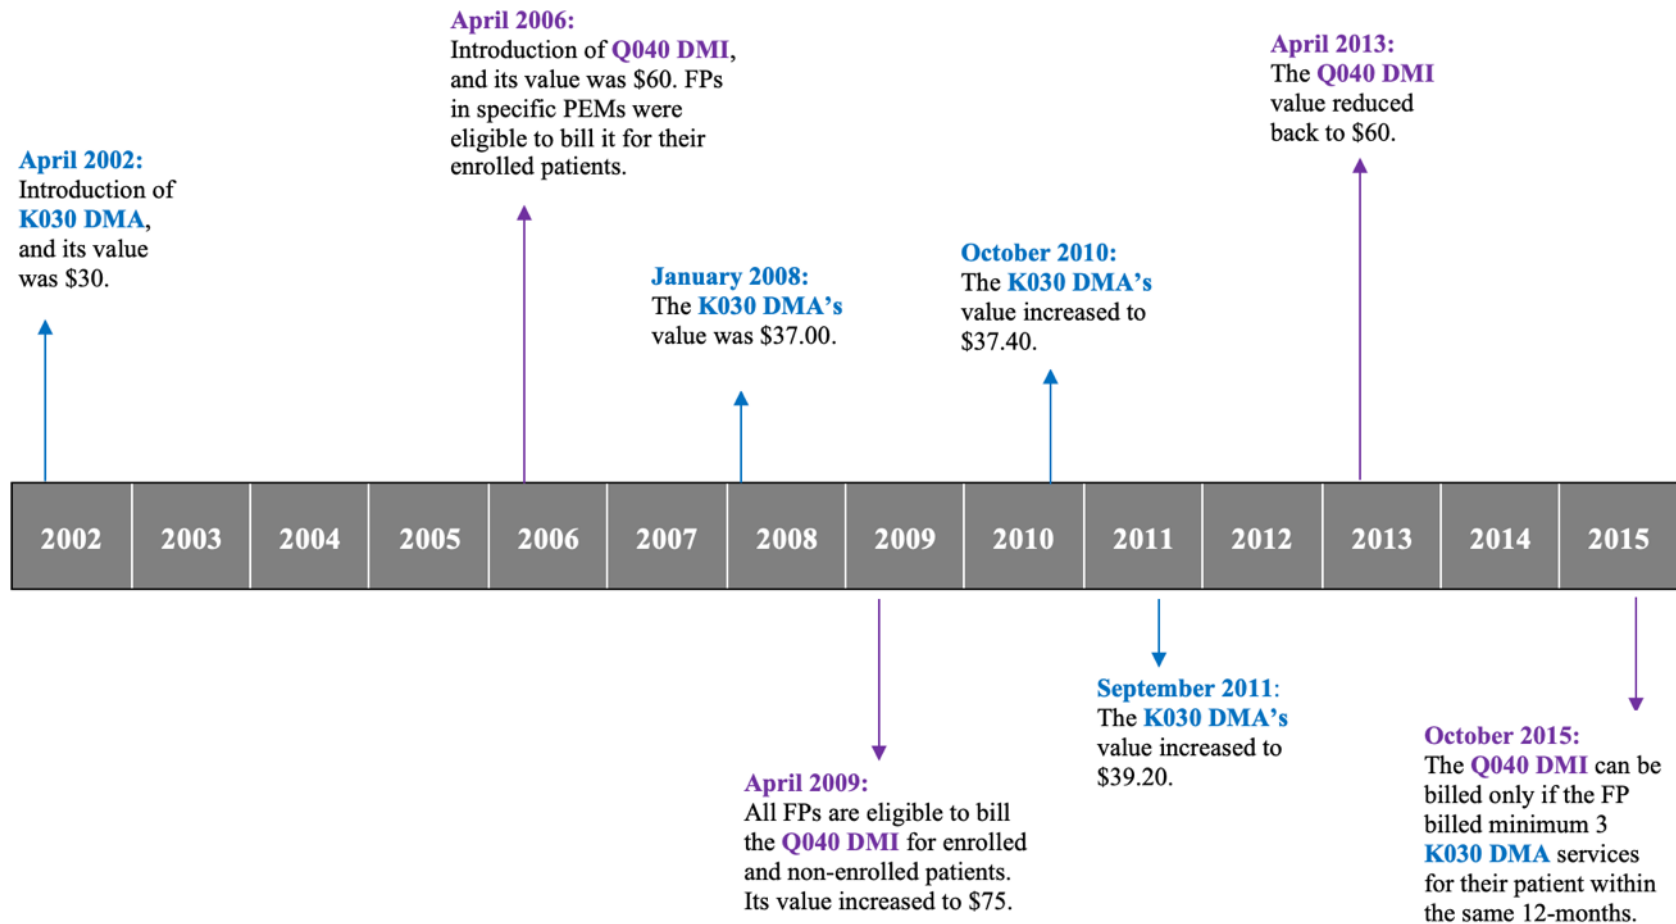 April 2002:
Introduction of
K030 DMA,
and its value
was $30.
April 2006:
Introduction of Q040 DMI,
and its value was $60. FPs
in specific PEMs were
eligible to bill it for their
enrolled patients.
January 2008:
The K030 DMA’s
value was $37.00.
October 2010:
The K030 DMA’s
value increased to
$37.40.
April 2013:
The Q040 DMI
value reduced
back to $60.
2002 2003 2004 2005 2006 2007 2008 2009 2010 2011 2012 2013 2014 2015
April 2009:
All FPs are eligible to bill
the Q040 DMI for enrolled
and non-enrolled patients.
Its value increased to $75.
September 2011:
The K030 DMA’s
value increased to
$39.20.
October 2015:
The Q040 DMI can be
billed only if the FP
billed minimum 3
K030 DMA services
for their patient within
the same 12-months.